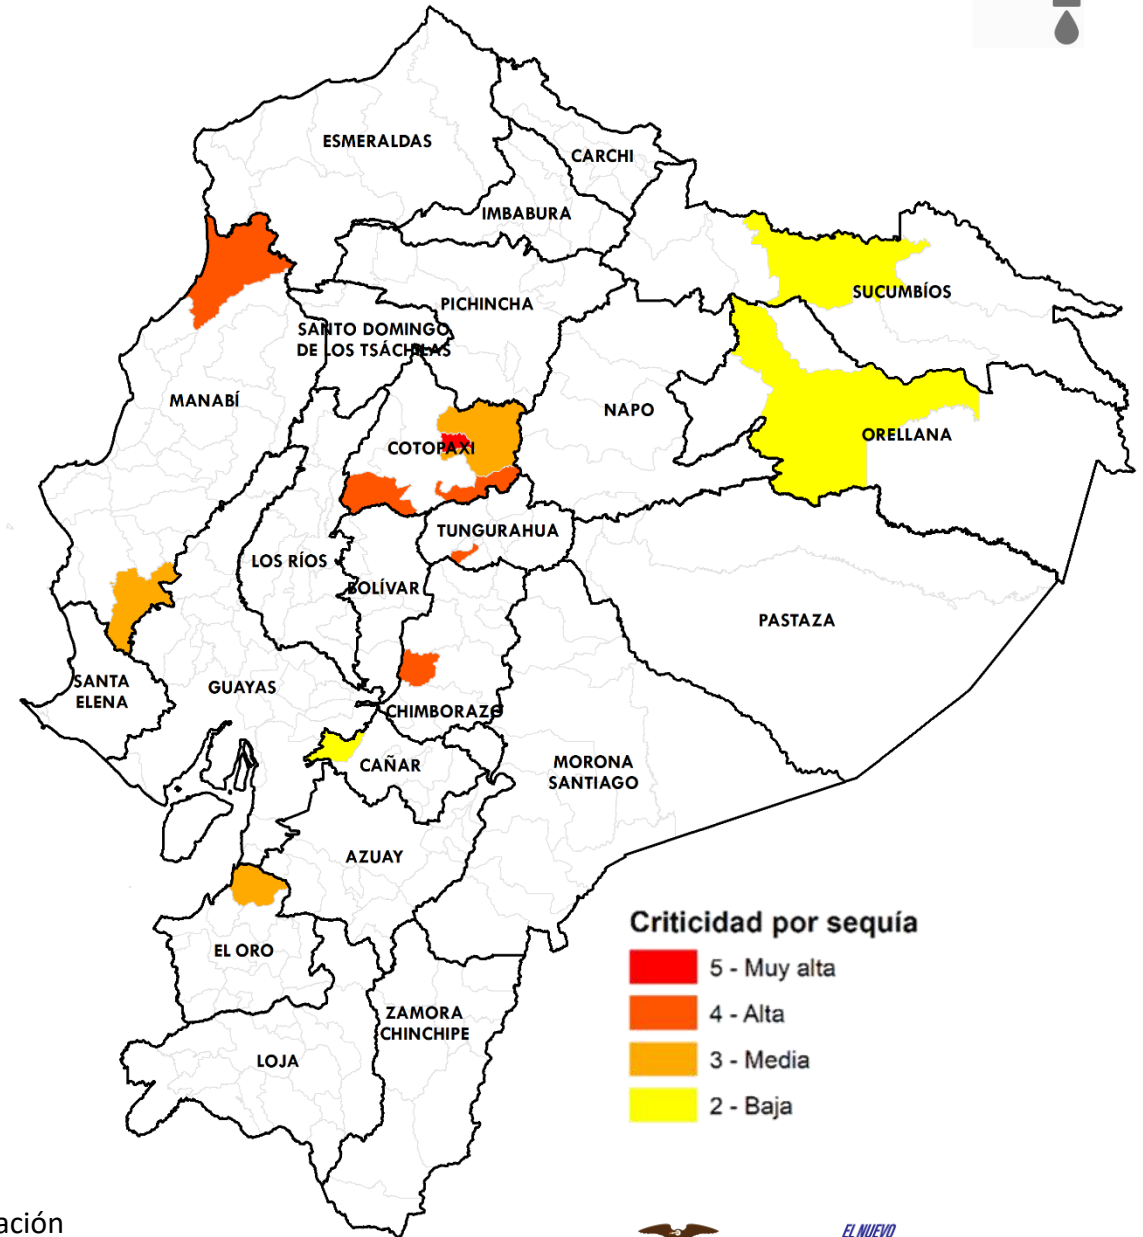 ESMERALDAS
CARCHI
IMBABURA
PICHINCHA
SUCUMBÍOS
SANTO DOMINGO
DE LOS TSÁCHILAS
MANABÍ
NAPO
ORELLANA
COTOPAXI
TUNGURAHUA
LOS RÍOS
BOLÍVAR
PASTAZA
SANTA
ELENA
GUAYAS
CHIMBORAZO
CAÑAR
MORONA
SANTIAGO
AZUAY
EL ORO
ZAMORA
CHINCHIPE
LOJA
Criticidad por sequía
5 - Muy alta
4 - Alta
3 - Media
2 - Baja
ación
EL NUEVO